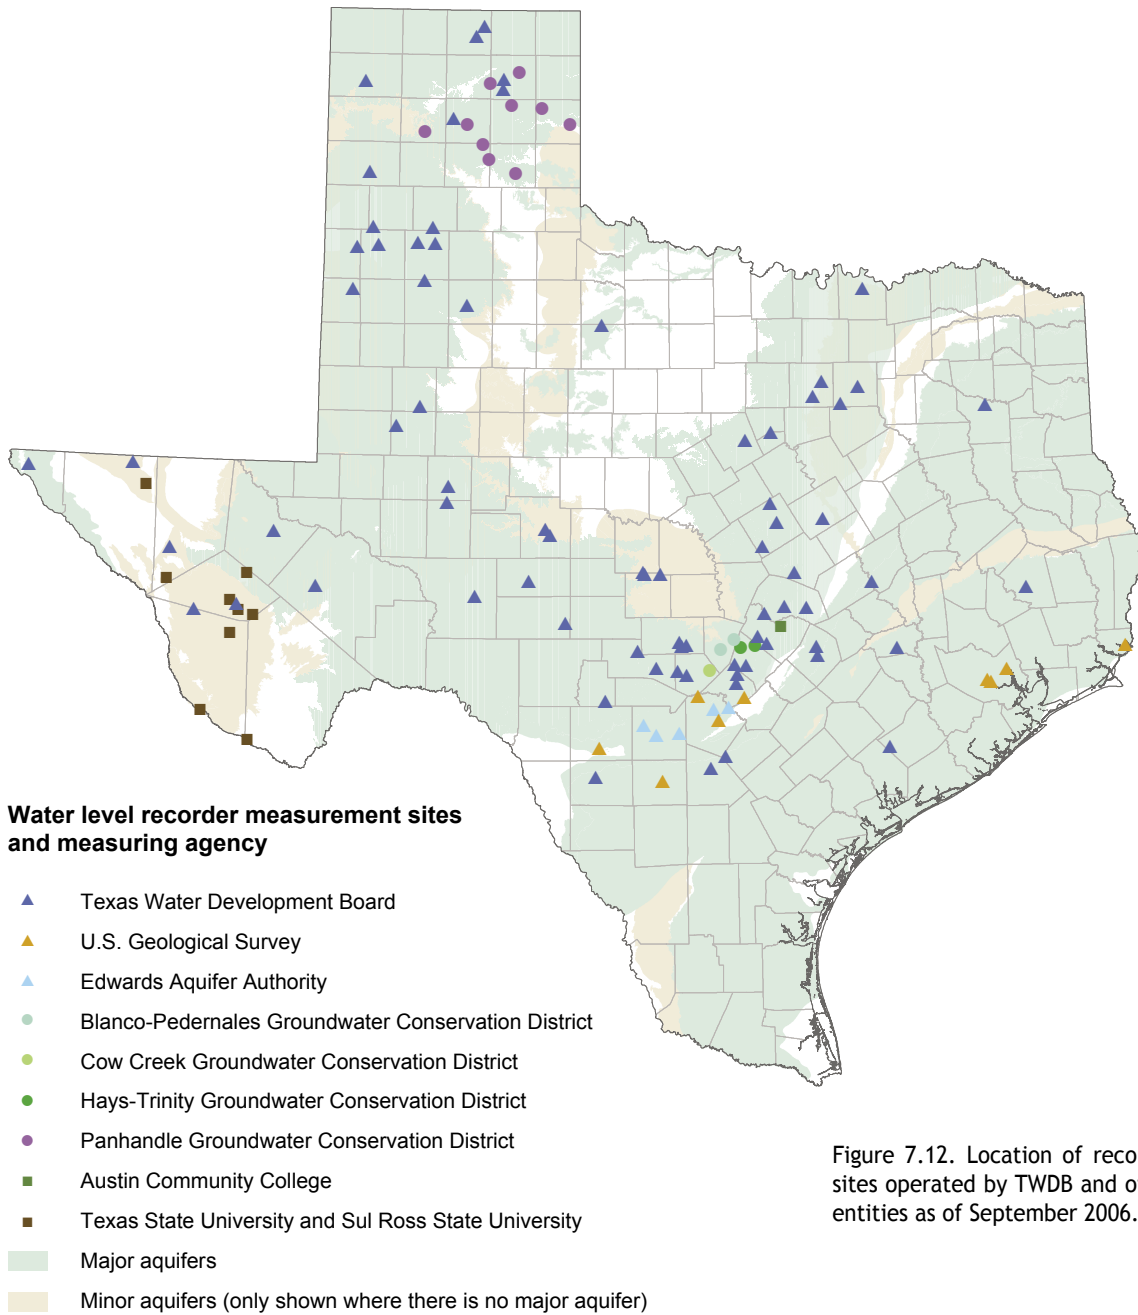 Water level recorder measurement sites
and measuring agency
Texas Water Development Board
U.S. Geological Survey
Edwards Aquifer Authority
Blanco-Pedernales Groundwater Conservation District
Cow Creek Groundwater Conservation District
Hays-Trinity Groundwater Conservation District
Panhandle Groundwater Conservation District
Austin Community College
Texas State University and Sul Ross State University
Major aquifers
Minor aquifers (only shown where there is no major aquifer)
Figure 7.12. Location of reco
sites operated by TWDB and o
entities as of September 2006.